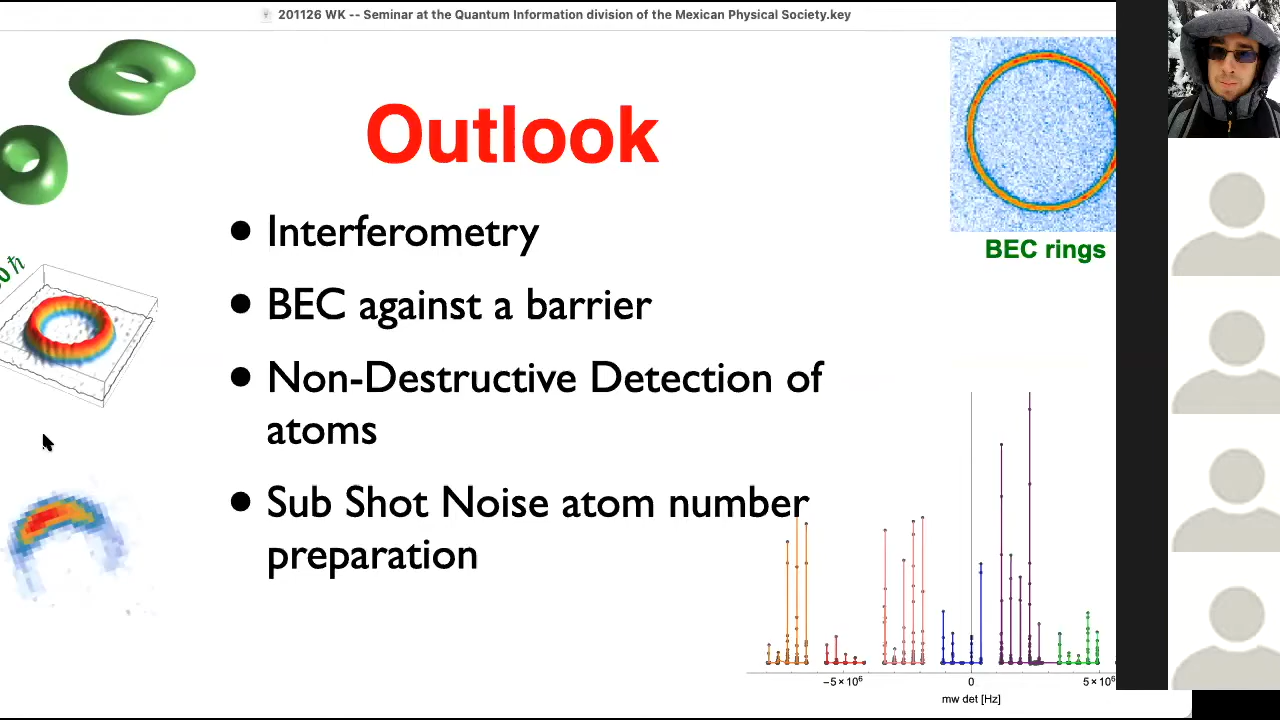 201126 WK -- Seminar at the Quantum Information division of the Mexican Physical Society.key
Outlook
• Interferometry
• BEC against a barrier
• Non-Destructive Detection of
atoms
• Sub Shot Noise atom number
preparation
BEC rings
0ℏ
−5×10⁶
0
5×10⁶
mw det [Hz]